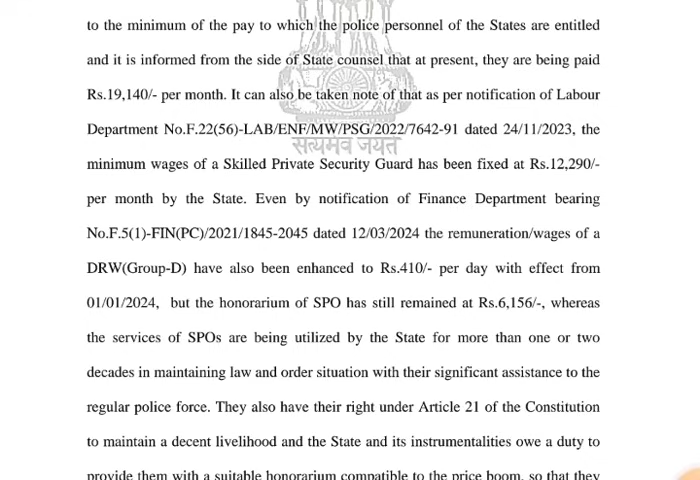 to the minimum of the pay to which the police personnel of the States are entitled
and it is informed from the side of State counsel that at present, they are being paid
Rs.19,140/- per month. It can also be taken note of that as per notification of Labour
Department No.F.22(56)-LAB/ENF/MW/PSG/2022/7642-91 dated 24/11/2023, the
सत्यमेव जयते
minimum wages of a Skilled Private Security Guard has been fixed at Rs.12,290/-
per month by the State. Even by notification of Finance Department bearing
No.F.5(1)-FIN(PC)/2021/1845-2045 dated 12/03/2024 the remuneration/wages of a
DRW(Group-D) have also been enhanced to Rs.410/- per day with effect from
01/01/2024, but the honorarium of SPO has still remained at Rs.6,156/-, whereas
the services of SPOs are being utilized by the State for more than one or two
decades in maintaining law and order situation with their significant assistance to the
regular police force. They also have their right under Article 21 of the Constitution
to maintain a decent livelihood and the State and its instrumentalities owe a duty to
provide them with a suitable honorarium compatible to the price boom, so that they